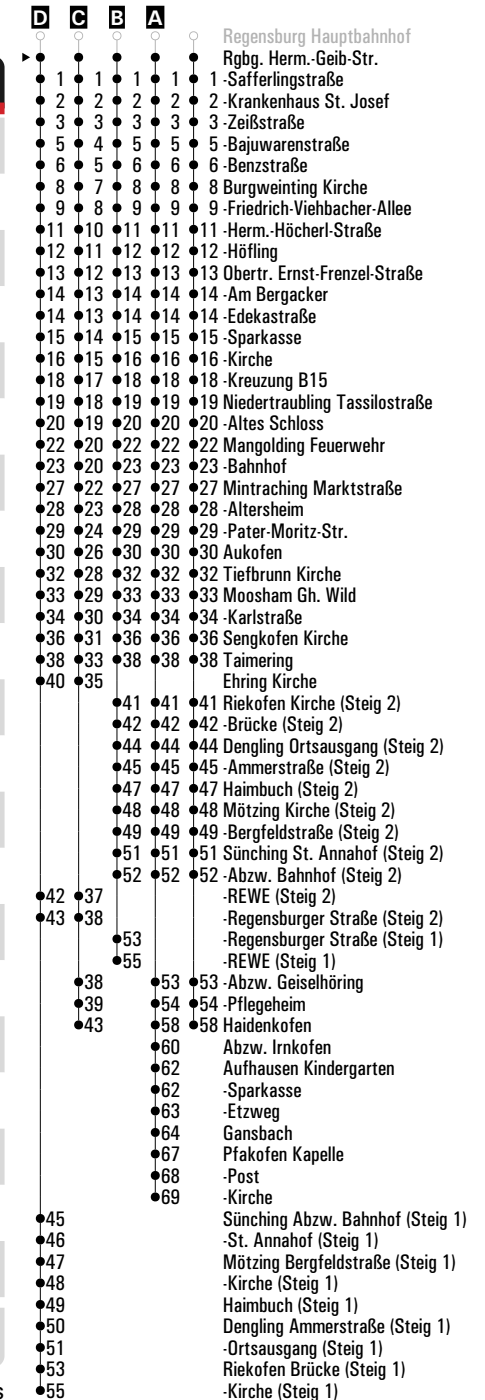 D C B A
Regensburg Hauptbahnhof
Rgbg. Herm.-Geib-Str.
1 1 1 1 1 -Safferlingstraße
2 2 2 2 2 -Krankenhaus St. Josef
3 3 3 3 3 -Zeißstraße
5 4 5 5 5 -Bajuwarenstraße
6 5 6 6 6 -Benzstraße
8 7 8 8 8 Burgweinting Kirche
9 8 9 9 9 -Friedrich-Viehbacher-Allee
11 10 11 11 11 -Herm.-Höcherl-Straße
12 11 12 12 12 -Höfling
13 12 13 13 13 Obertr. Ernst-Frenzel-Straße
14 13 14 14 14 -Am Bergacker
14 13 14 14 14 -Edekastraße
15 14 15 15 15 -Sparkasse
16 15 16 16 16 -Kirche
18 17 18 18 18 -Kreuzung B15
19 18 19 19 19 Niedertraubling Tassilostraße
20 19 20 20 20 -Altes Schloss
22 20 22 22 22 Mangolding Feuerwehr
23 20 23 23 23 -Bahnhof
27 22 27 27 27 Mintraching Marktstraße
28 23 28 28 28 -Altersheim
29 24 29 29 29 -Pater-Moritz-Str.
30 26 30 30 30 Aukofen
32 28 32 32 32 Tiefbrunn Kirche
33 29 33 33 33 Moosham Gh. Wild
34 30 34 34 34 -Karlstraße
36 31 36 36 36 Sengkofen Kirche
38 33 38 38 38 Taimering
40 35 Ehring Kirche
41 41 41 Riekofen Kirche (Steig 2)
42 42 42 -Brücke (Steig 2)
44 44 44 Dengling Ortsausgang (Steig 2)
45 45 45 -Ammerstraße (Steig 2)
47 47 47 Haimbuch (Steig 2)
48 48 48 Mötzing Kirche (Steig 2)
49 49 49 -Bergfeldstraße (Steig 2)
51 51 51 Sünching St. Annahof (Steig 2)
52 52 52 -Abzw. Bahnhof (Steig 2)
42 37 -REWE (Steig 2)
43 38 -Regensburger Straße (Steig 2)
53 -Regensburger Straße (Steig 1)
55 -REWE (Steig 1)
38 53 53 -Abzw. Geiselhöring
39 54 54 -Pflegeheim
43 58 58 Haidenkofen
60 Abzw. Irnkofen
62 Aufhausen Kindergarten
62 -Sparkasse
63 -Etzweg
64 Gansbach
67 Pfakofen Kapelle
68 -Post
69 -Kirche
45 Sünching Abzw. Bahnhof (Steig 1)
46 -St. Annahof (Steig 1)
47 Mötzing Bergfeldstraße (Steig 1)
48 -Kirche (Steig 1)
49 Haimbuch (Steig 1)
50 Dengling Ammerstraße (Steig 1)
51 -Ortsausgang (Steig 1)
53 Riekofen Brücke (Steig 1)
55 -Kirche (Steig 1)